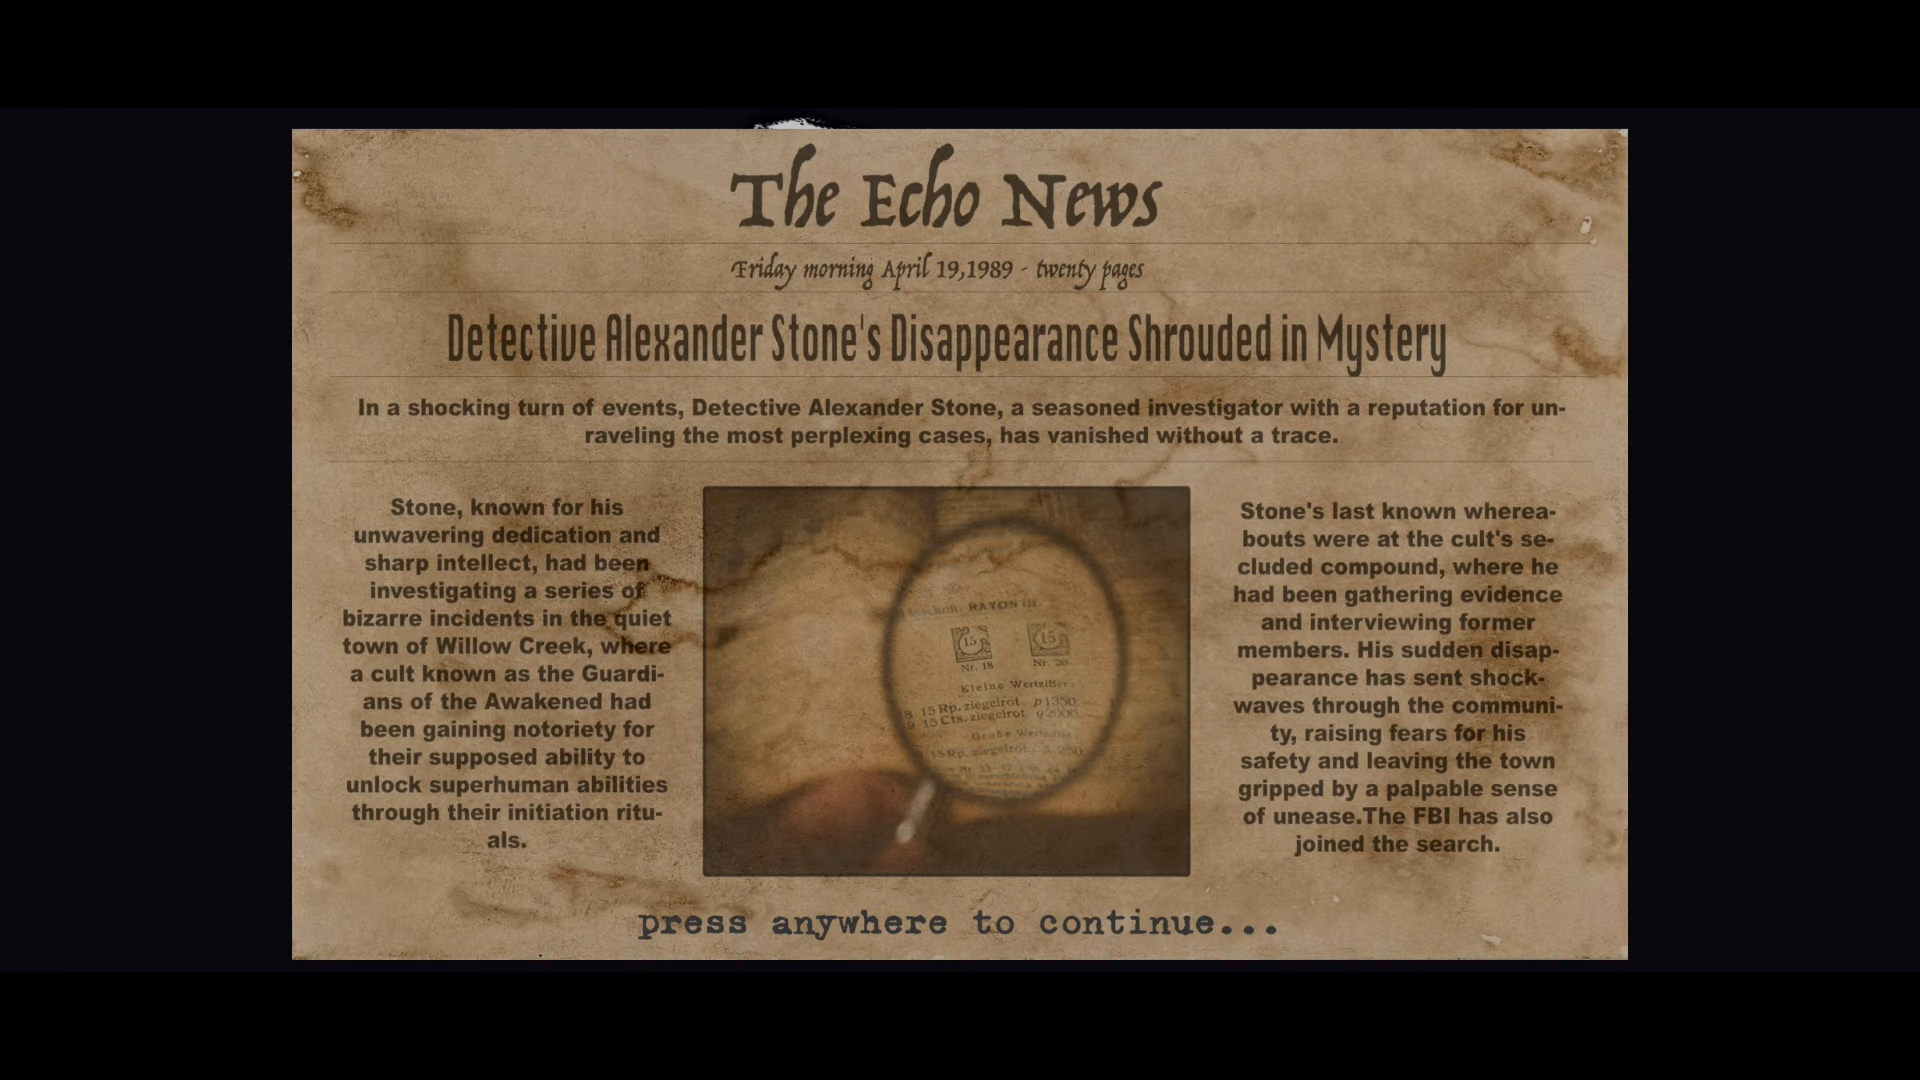 The Echo News
Friday morning April 19,1989 - twenty pages
Detective Alexander Stone's Disappearance Shrouded in Mystery
In a shocking turn of events, Detective Alexander Stone, a seasoned investigator with a reputation for un-
raveling the most perplexing cases, has vanished without a trace.
Stone, known for his
unwavering dedication and
sharp intellect, had been
investigating a series of
bizarre incidents in the quiet
town of Willow Creek, where
a cult known as the Guardi-
ans of the Awakened had
been gaining notoriety for
their supposed ability to
unlock superhuman abilities
through their initiation ritu-
als.
RAYON III
15 15
Nr. 18 Nr. 20
Kleine Wertziffer
15 Rp. ziegelrot p1350
15 Cts. ziegelrot
Große Wertziffer
15 Rp. ziegelrot
Stone's last known wherea-
bouts were at the cult's se-
cluded compound, where he
had been gathering evidence
and interviewing former
members. His sudden disap-
pearance has sent shock-
waves through the communi-
ty, raising fears for his
safety and leaving the town
gripped by a palpable sense
of unease.The FBI has also
joined the search.
press anywhere to continue...